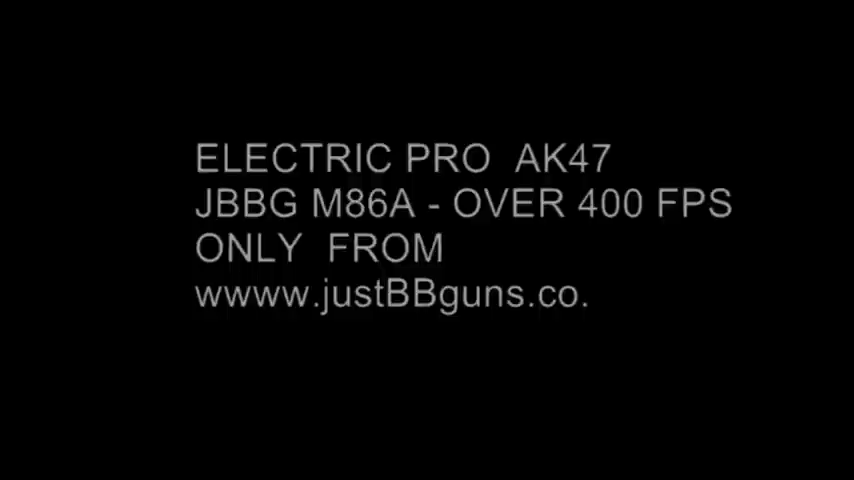 ELECTRIC PRO  AK47
JBBG M86A - OVER 400 FPS
ONLY  FROM
wwww.justBBguns.co.